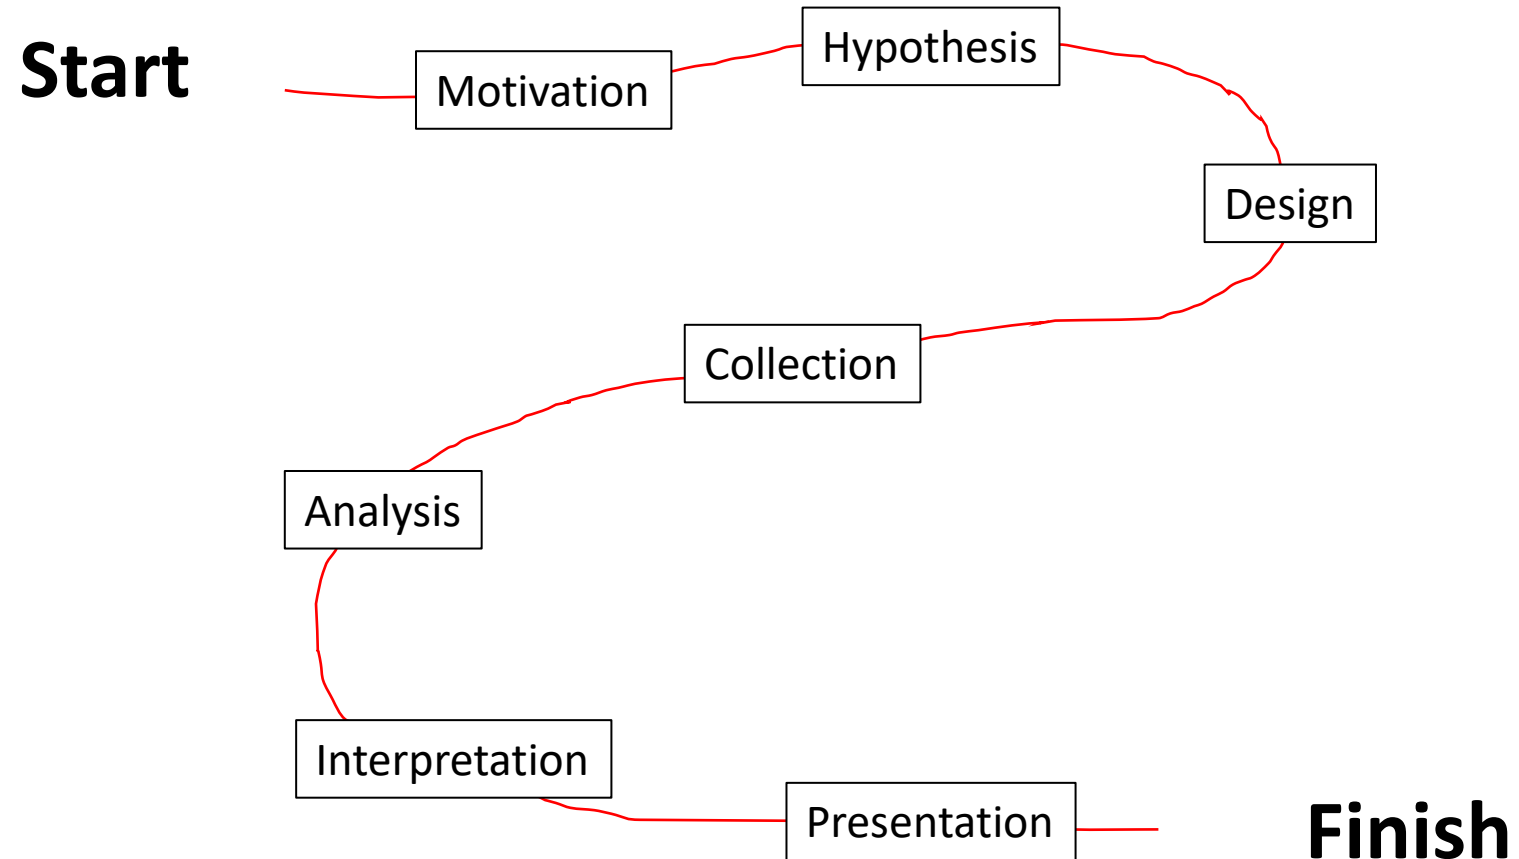 Start
Motivation
Hypothesis
Design
Collection
Analysis
Interpretation
Presentation
Finish